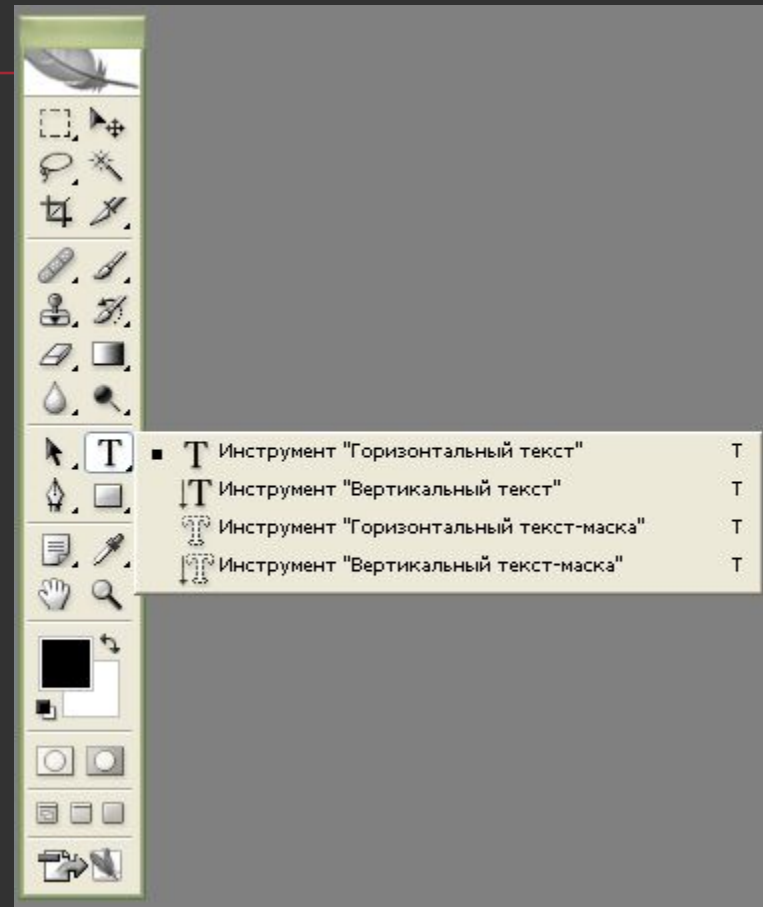 Инструмент "Горизонтальный текст" T
Инструмент "Вертикальный текст" T
Инструмент "Горизонтальный текст-маска" T
Инструмент "Вертикальный текст-маска" T